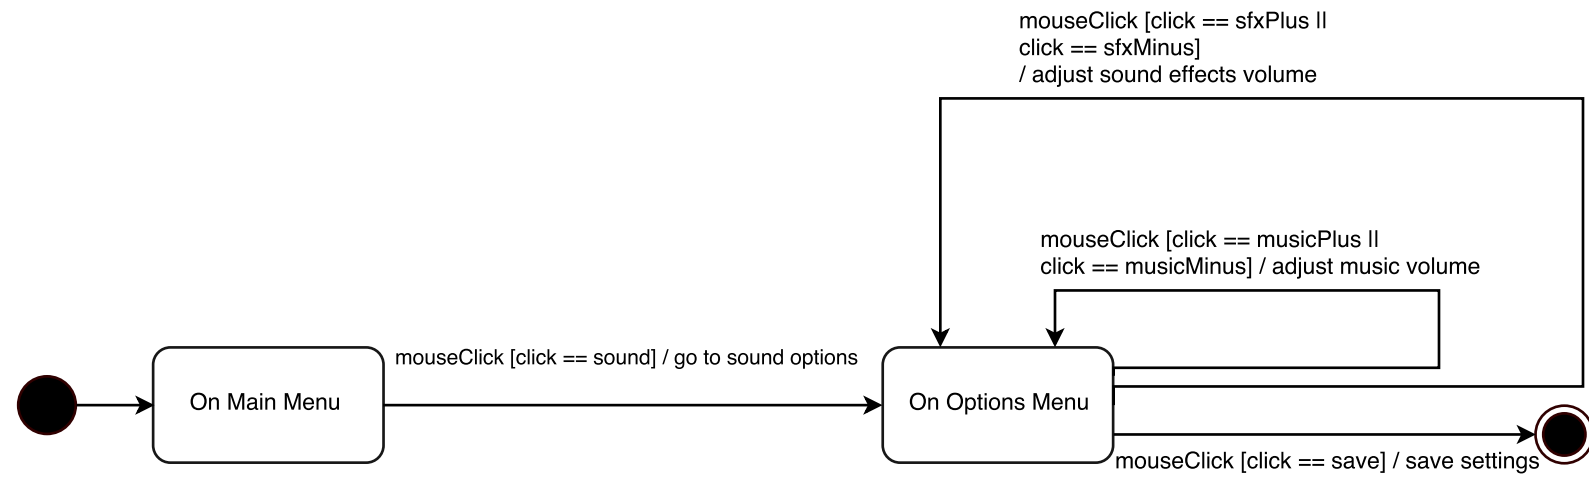 mouseClick [click == sfxPlus ||
click == sfxMinus]
/ adjust sound effects volume
mouseClick [click == musicPlus ||
click == musicMinus] / adjust music volume
mouseClick [click == sound] / go to sound options
On Main Menu
On Options Menu
mouseClick [click == save] / save settings